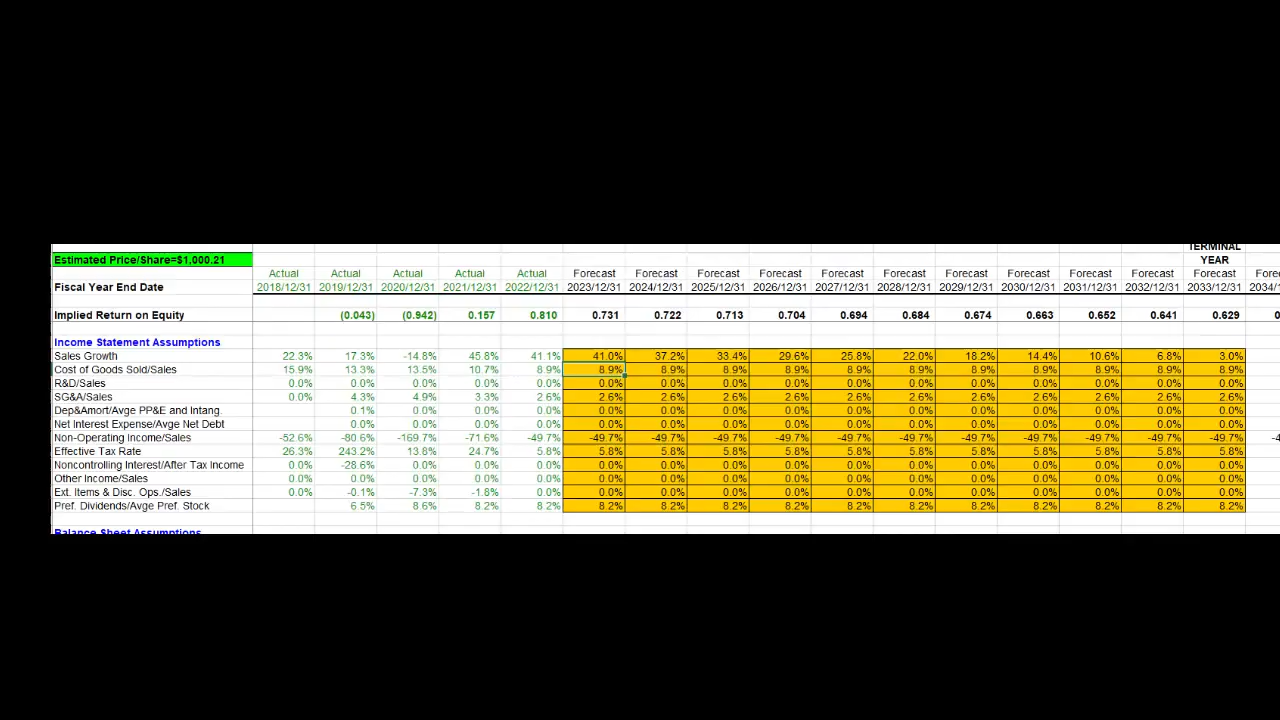 TERMINAL
Estimated Price/Share=$1,000.21 YEAR
Actual Actual Actual Actual Actual Forecast Forecast Forecast Forecast Forecast Forecast Forecast Forecast Forecast Forecast Forecast Forecast
Fiscal Year End Date 2018/12/31 2019/12/31 2020/12/31 2021/12/31 2022/12/31 2023/12/31 2024/12/31 2025/12/31 2026/12/31 2027/12/31 2028/12/31 2029/12/31 2030/12/31 2031/12/31 2032/12/31 2033/12/31 2034/
Implied Return on Equity (0.043) (0.942) 0.157 0.810 0.731 0.722 0.713 0.704 0.694 0.684 0.674 0.663 0.652 0.641 0.629 0
Income Statement Assumptions
Sales Growth 22.3% 17.3% -14.8% 45.8% 41.1% 41.0% 37.2% 33.4% 29.6% 25.8% 22.0% 18.2% 14.4% 10.6% 6.8% 3.0%
Cost of Goods Sold/Sales 15.9% 13.3% 13.5% 10.7% 8.9% 8.9% 8.9% 8.9% 8.9% 8.9% 8.9% 8.9% 8.9% 8.9% 8.9% 8.9%
R&D/Sales 0.0% 0.0% 0.0% 0.0% 0.0% 0.0% 0.0% 0.0% 0.0% 0.0% 0.0% 0.0% 0.0% 0.0% 0.0% 0.0%
SG&A/Sales 0.0% 4.3% 4.9% 3.3% 2.6% 2.6% 2.6% 2.6% 2.6% 2.6% 2.6% 2.6% 2.6% 2.6% 2.6% 2.6%
Dep&Amort/Avge PP&E and Intang. 0.1% 0.0% 0.0% 0.0% 0.0% 0.0% 0.0% 0.0% 0.0% 0.0% 0.0% 0.0% 0.0% 0.0% 0.0%
Net Interest Expense/Avge Net Debt 0.0% 0.0% 0.0% 0.0% 0.0% 0.0% 0.0% 0.0% 0.0% 0.0% 0.0% 0.0% 0.0% 0.0% 0.0%
Non-Operating Income/Sales -52.6% -80.6% -169.7% -71.6% -49.7% -49.7% -49.7% -49.7% -49.7% -49.7% -49.7% -49.7% -49.7% -49.7% -49.7% -49.7%
Effective Tax Rate 26.3% 243.2% 13.8% 24.7% 5.8% 5.8% 5.8% 5.8% 5.8% 5.8% 5.8% 5.8% 5.8% 5.8% 5.8% 5.8%
Noncontrolling Interest/After Tax Income 0.0% -28.6% 0.0% 0.0% 0.0% 0.0% 0.0% 0.0% 0.0% 0.0% 0.0% 0.0% 0.0% 0.0% 0.0% 0.0%
Other Income/Sales 0.0% 0.0% 0.0% 0.0% 0.0% 0.0% 0.0% 0.0% 0.0% 0.0% 0.0% 0.0% 0.0% 0.0% 0.0% 0.0%
Ext. Items & Disc. Ops./Sales 0.0% -0.1% -7.3% -1.8% 0.0% 0.0% 0.0% 0.0% 0.0% 0.0% 0.0% 0.0% 0.0% 0.0% 0.0% 0.0%
Pref. Dividends/Avge Pref. Stock 6.5% 8.6% 8.2% 8.2% 8.2% 8.2% 8.2% 8.2% 8.2% 8.2% 8.2% 8.2% 8.2% 8.2% 8.2%
Balance Sheet Assumptions